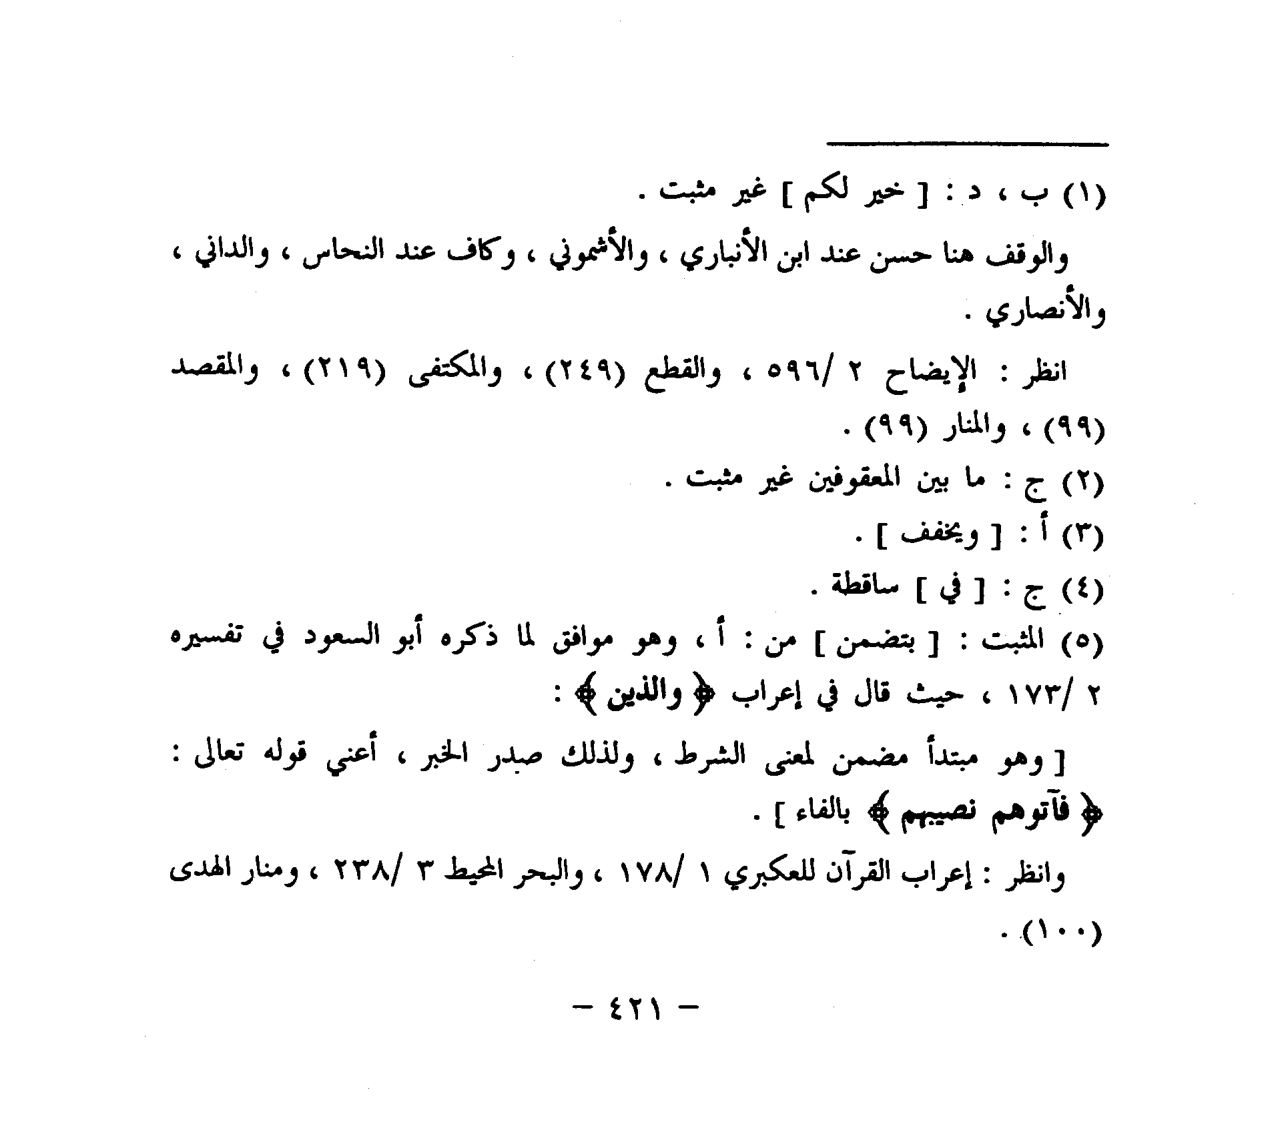 (١) ب ، د : [ خير لكم ] غير مثبت .
والوقف هنا حسن عند ابن الأنباري ، والأشموني ، وكاف عند النحاس ، والداني ،
والأنصاري .
انظر : الإيضاح ٢ /٥٩٦ ، والقطع (٢٤٩) ، والمكتفى (٢١٩) ، والمقصد
(٩٩) ، والمنار (٩٩) .
(٢) ج : ما بين المعقوفين غير مثبت .
(٣) أ : [ ويخفف ] .
(٤) ج : [ في ] ساقطة .
(٥) المثبت : [ بتضمن ] من : أ ، وهو موافق لما ذكره أبو السعود في تفسيره
٢ /١٧٣ ، حيث قال في إعراب ﴿ والذين ﴾ :
[ وهو مبتدأ مضمن لمعنى الشرط ، ولذلك صدر الخبر ، أعني قوله تعالى :
﴿ فآتوهم نصيبهم ﴾ بالفاء ] .
وانظر : إعراب القرآن للعكبري ١ /١٧٨ ، والبحر المحيط ٣ /٢٣٨ ، ومنار الهدى
(١٠٠) .
– ٤٢١ –